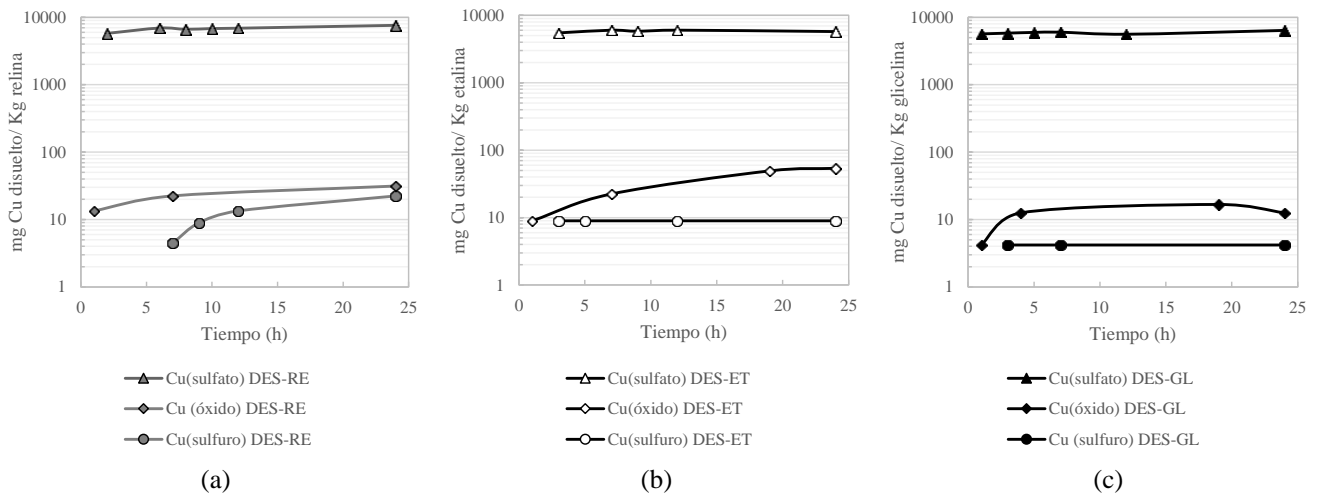 10000
1000
100
10
1
mg Cu disuelto/ Kg relina
0 5 10 15 20 25
Tiempo (h)
Cu(sulfato) DES-RE
Cu (óxido) DES-RE
Cu(sulfuro) DES-RE
(a)
10000
1000
100
10
1
mg Cu disuelto/ Kg etalina
0 5 10 15 20 25
Tiempo (h)
Cu(sulfato) DES-ET
Cu(óxido) DES-ET
Cu(sulfuro) DES-ET
(b)
10000
1000
100
10
1
mg Cu disuelto/ Kg glicelina
0 5 10 15 20 25
Tiempo (h)
Cu(sulfato) DES-GL
Cu(óxido) DES-GL
Cu (sulfuro) DES-GL
(c)